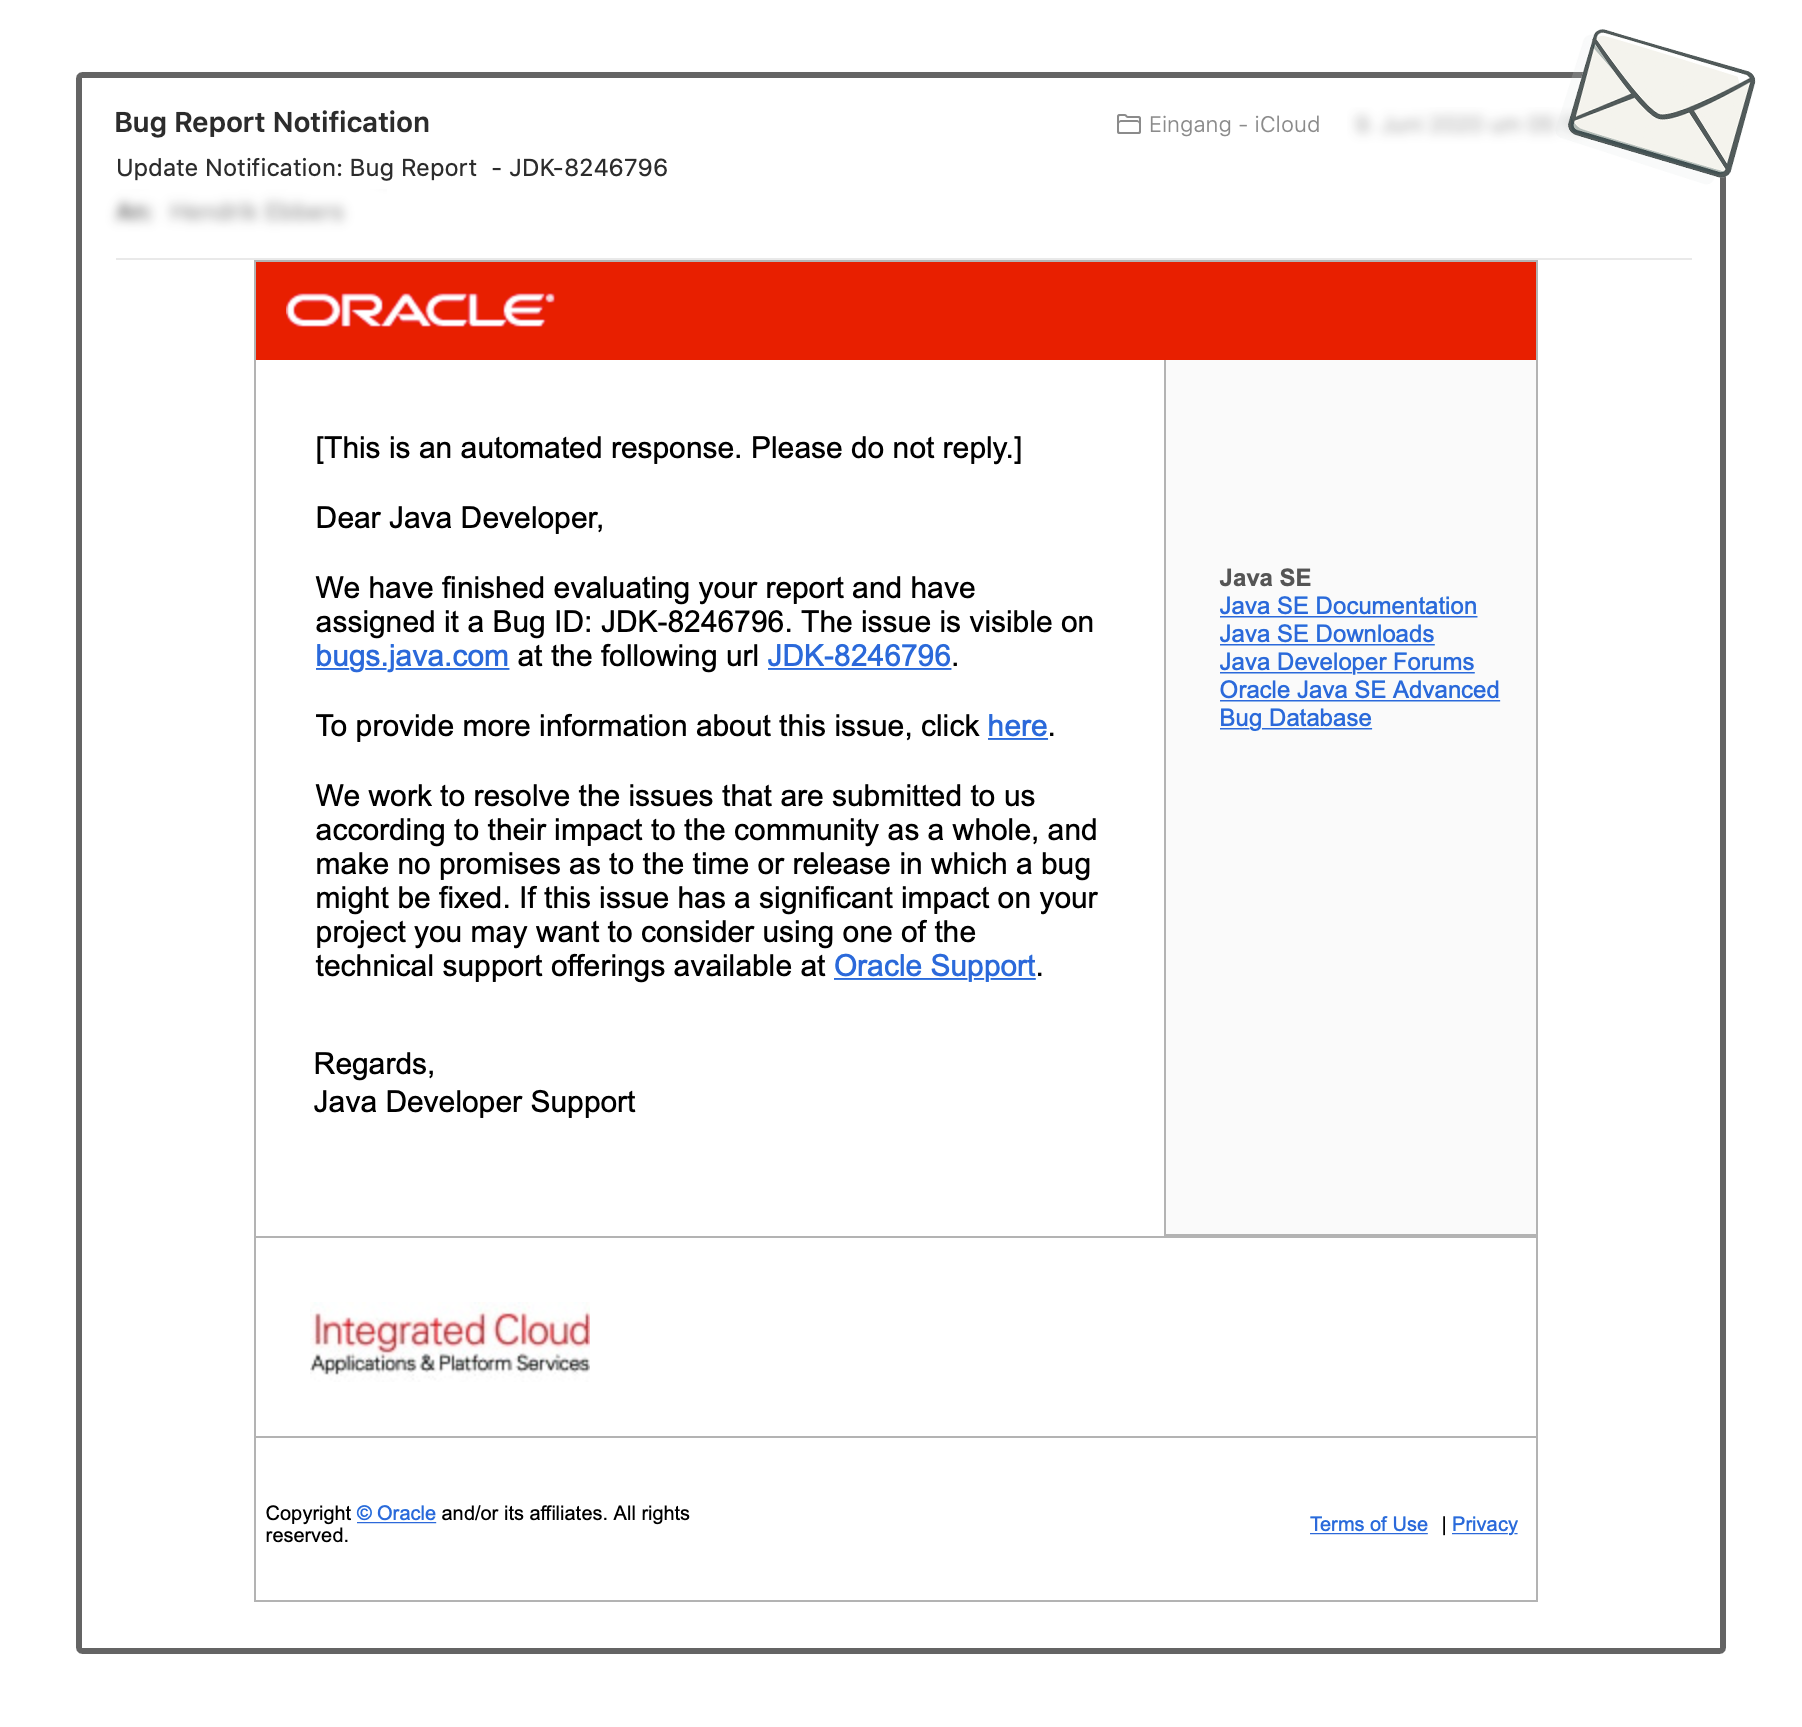 Bug Report Notification
Eingang - iCloud
Update Notification: Bug Report - JDK-8246796
ORACLE
[This is an automated response. Please do not reply.]
Dear Java Developer,
We have finished evaluating your report and have
assigned it a Bug ID: JDK-8246796. The issue is visible on
bugs.java.com at the following url JDK-8246796.
To provide more information about this issue, click here.
We work to resolve the issues that are submitted to us
according to their impact to the community as a whole, and
make no promises as to the time or release in which a bug
might be fixed. If this issue has a significant impact on your
project you may want to consider using one of the
technical support offerings available at Oracle Support.
Regards,
Java Developer Support
Java SE
Java SE Documentation
Java SE Downloads
Java Developer Forums
Oracle Java SE Advanced
Bug Database
Integrated Cloud
Applications & Platform Services
Copyright © Oracle and/or its affiliates. All rights
reserved.
Terms of Use | Privacy